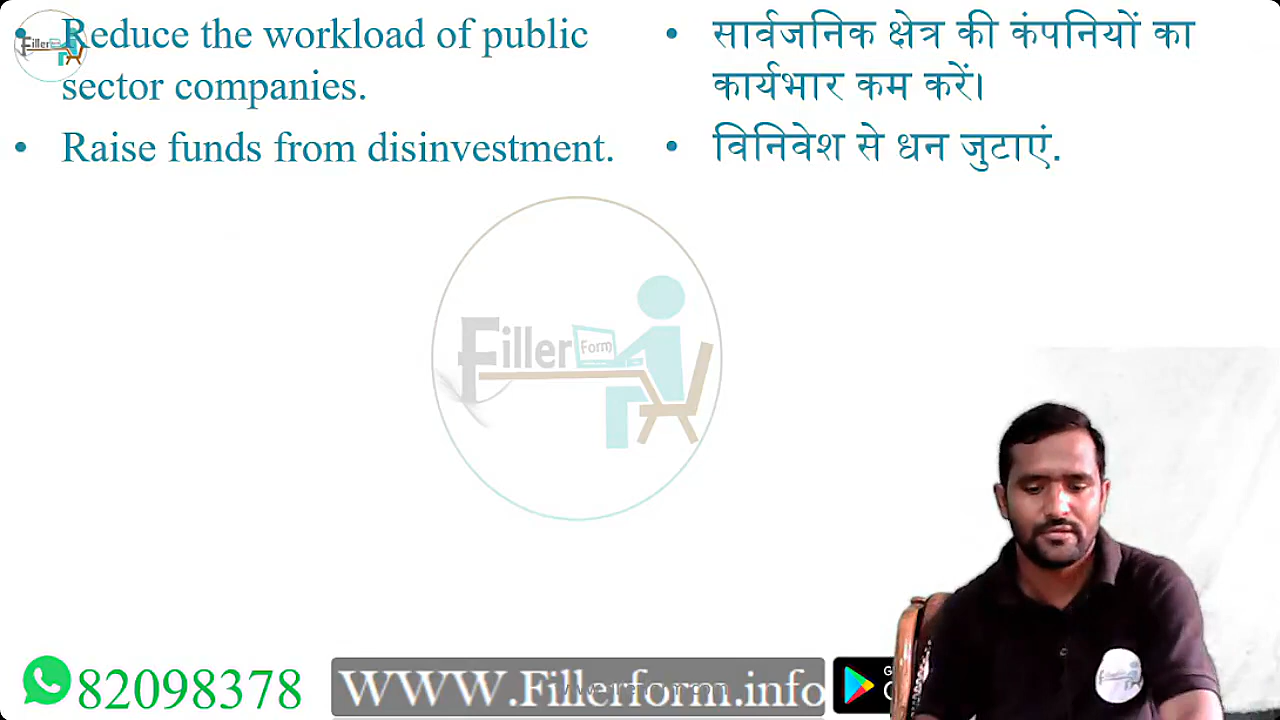 Reduce the workload of public
sector companies.
Raise funds from disinvestment.
सार्वजनिक क्षेत्र की कंपनियों का
कार्यभार कम करें।
विनिवेश से धन जुटाएं.
Filler
Filler Form
82098378
WWW.Fillerform.info